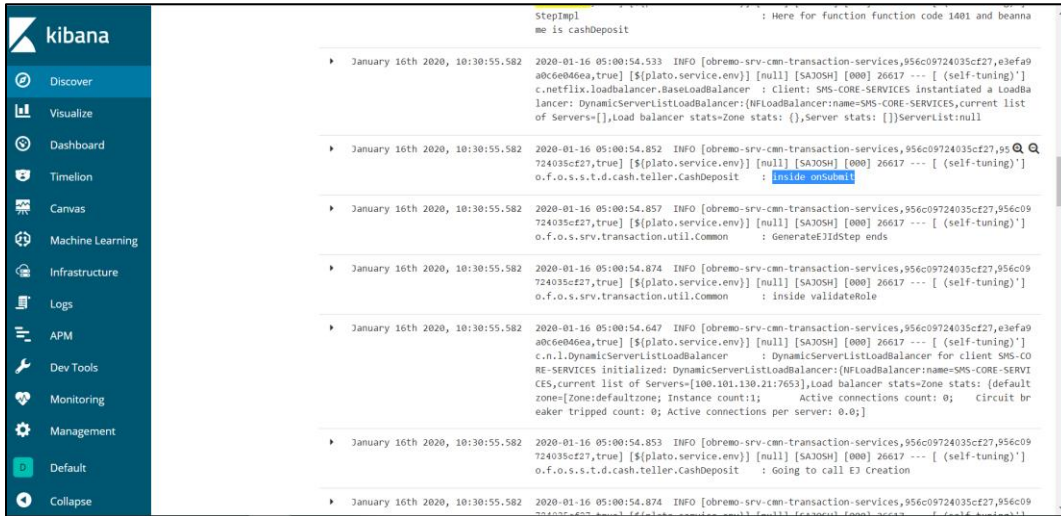 kibana
Discover
Visualize
Dashboard
Timelion
Canvas
Machine Learning
Infrastructure
Logs
APM
Dev Tools
Monitoring
Management
D Default
Collapse
StepImpl : Here for function function code 1401 and beanna
me is cashDeposit
January 16th 2020, 10:30:55.582 2020-01-16 05:00:54.533 INFO [obremo-srv-cmn-transaction-services,956c09724035cf27,e3efa9
a0c6e046ea,true] [${plato.service.env}] [null] [SAJOSH] [000] 26617 --- [ (self-tuning)']
c.netflix.loadbalancer.BaseLoadBalancer : Client: SMS-CORE-SERVICES instantiated a LoadBa
lancer: DynamicServerListLoadBalancer:{NFLoadBalancer:name=SMS-CORE-SERVICES,current list
of Servers=[],Load balancer stats=Zone stats: {},Server stats: []}ServerList:null
January 16th 2020, 10:30:55.582 2020-01-16 05:00:54.852 INFO [obremo-srv-cmn-transaction-services,956c09724035cf27,95
724035cf27,true] [${plato.service.env}] [null] [SAJOSH] [000] 26617 --- [ (self-tuning)']
o.f.o.s.s.t.d.cash.teller.CashDeposit : inside onSubmit
January 16th 2020, 10:30:55.582 2020-01-16 05:00:54.857 INFO [obremo-srv-cmn-transaction-services,956c09724035cf27,956c09
724035cf27,true] [${plato.service.env}] [null] [SAJOSH] [000] 26617 --- [ (self-tuning)']
o.f.o.s.srv.transaction.util.Common : GenerateEJIdStep ends
January 16th 2020, 10:30:55.582 2020-01-16 05:00:54.874 INFO [obremo-srv-cmn-transaction-services,956c09724035cf27,956c09
724035cf27,true] [${plato.service.env}] [null] [SAJOSH] [000] 26617 --- [ (self-tuning)']
o.f.o.s.srv.transaction.util.Common : inside validateRole
January 16th 2020, 10:30:55.582 2020-01-16 05:00:54.647 INFO [obremo-srv-cmn-transaction-services,956c09724035cf27,e3efa9
a0c6e046ea,true] [${plato.service.env}] [null] [SAJOSH] [000] 26617 --- [ (self-tuning)']
c.n.l.DynamicServerListLoadBalancer : DynamicServerListLoadBalancer for client SMS-CO
RE-SERVICES initialized: DynamicServerListLoadBalancer:{NFLoadBalancer:name=SMS-CORE-SERVI
CES,current list of Servers=[100.101.130.21:7653],Load balancer stats=Zone stats: {default
zone=[Zone:defaultzone; Instance count:1; Active connections count: 0; Circuit br
eaker tripped count: 0; Active connections per server: 0.0;]
January 16th 2020, 10:30:55.582 2020-01-16 05:00:54.853 INFO [obremo-srv-cmn-transaction-services,956c09724035cf27,956c09
724035cf27,true] [${plato.service.env}] [null] [SAJOSH] [000] 26617 --- [ (self-tuning)']
o.f.o.s.s.t.d.cash.teller.CashDeposit : Going to call EJ Creation
January 16th 2020, 10:30:55.582 2020-01-16 05:00:54.874 INFO [obremo-srv-cmn-transaction-services,956c09724035cf27,956c09